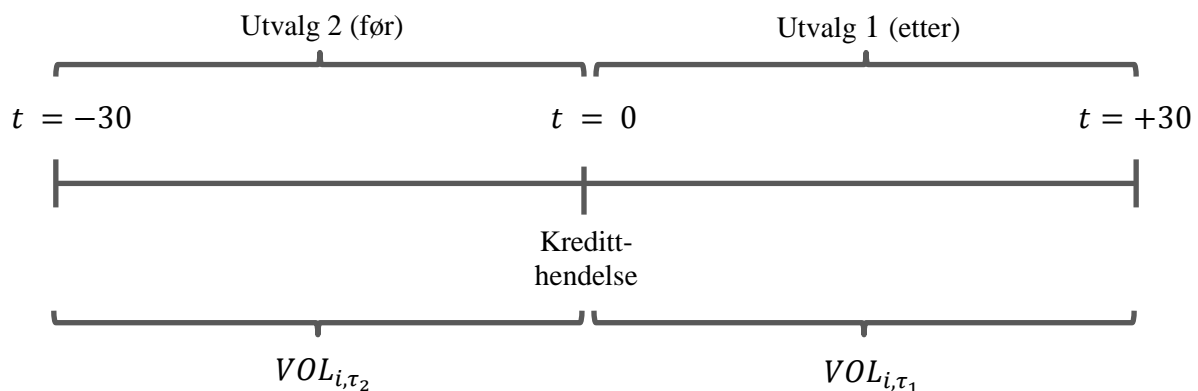 Utvalg 2 (før) Utvalg 1 (etter)
t = −30 t = 0 t = +30
Kreditt-
hendelse
VOL_{i,τ_2} VOL_{i,τ_1}